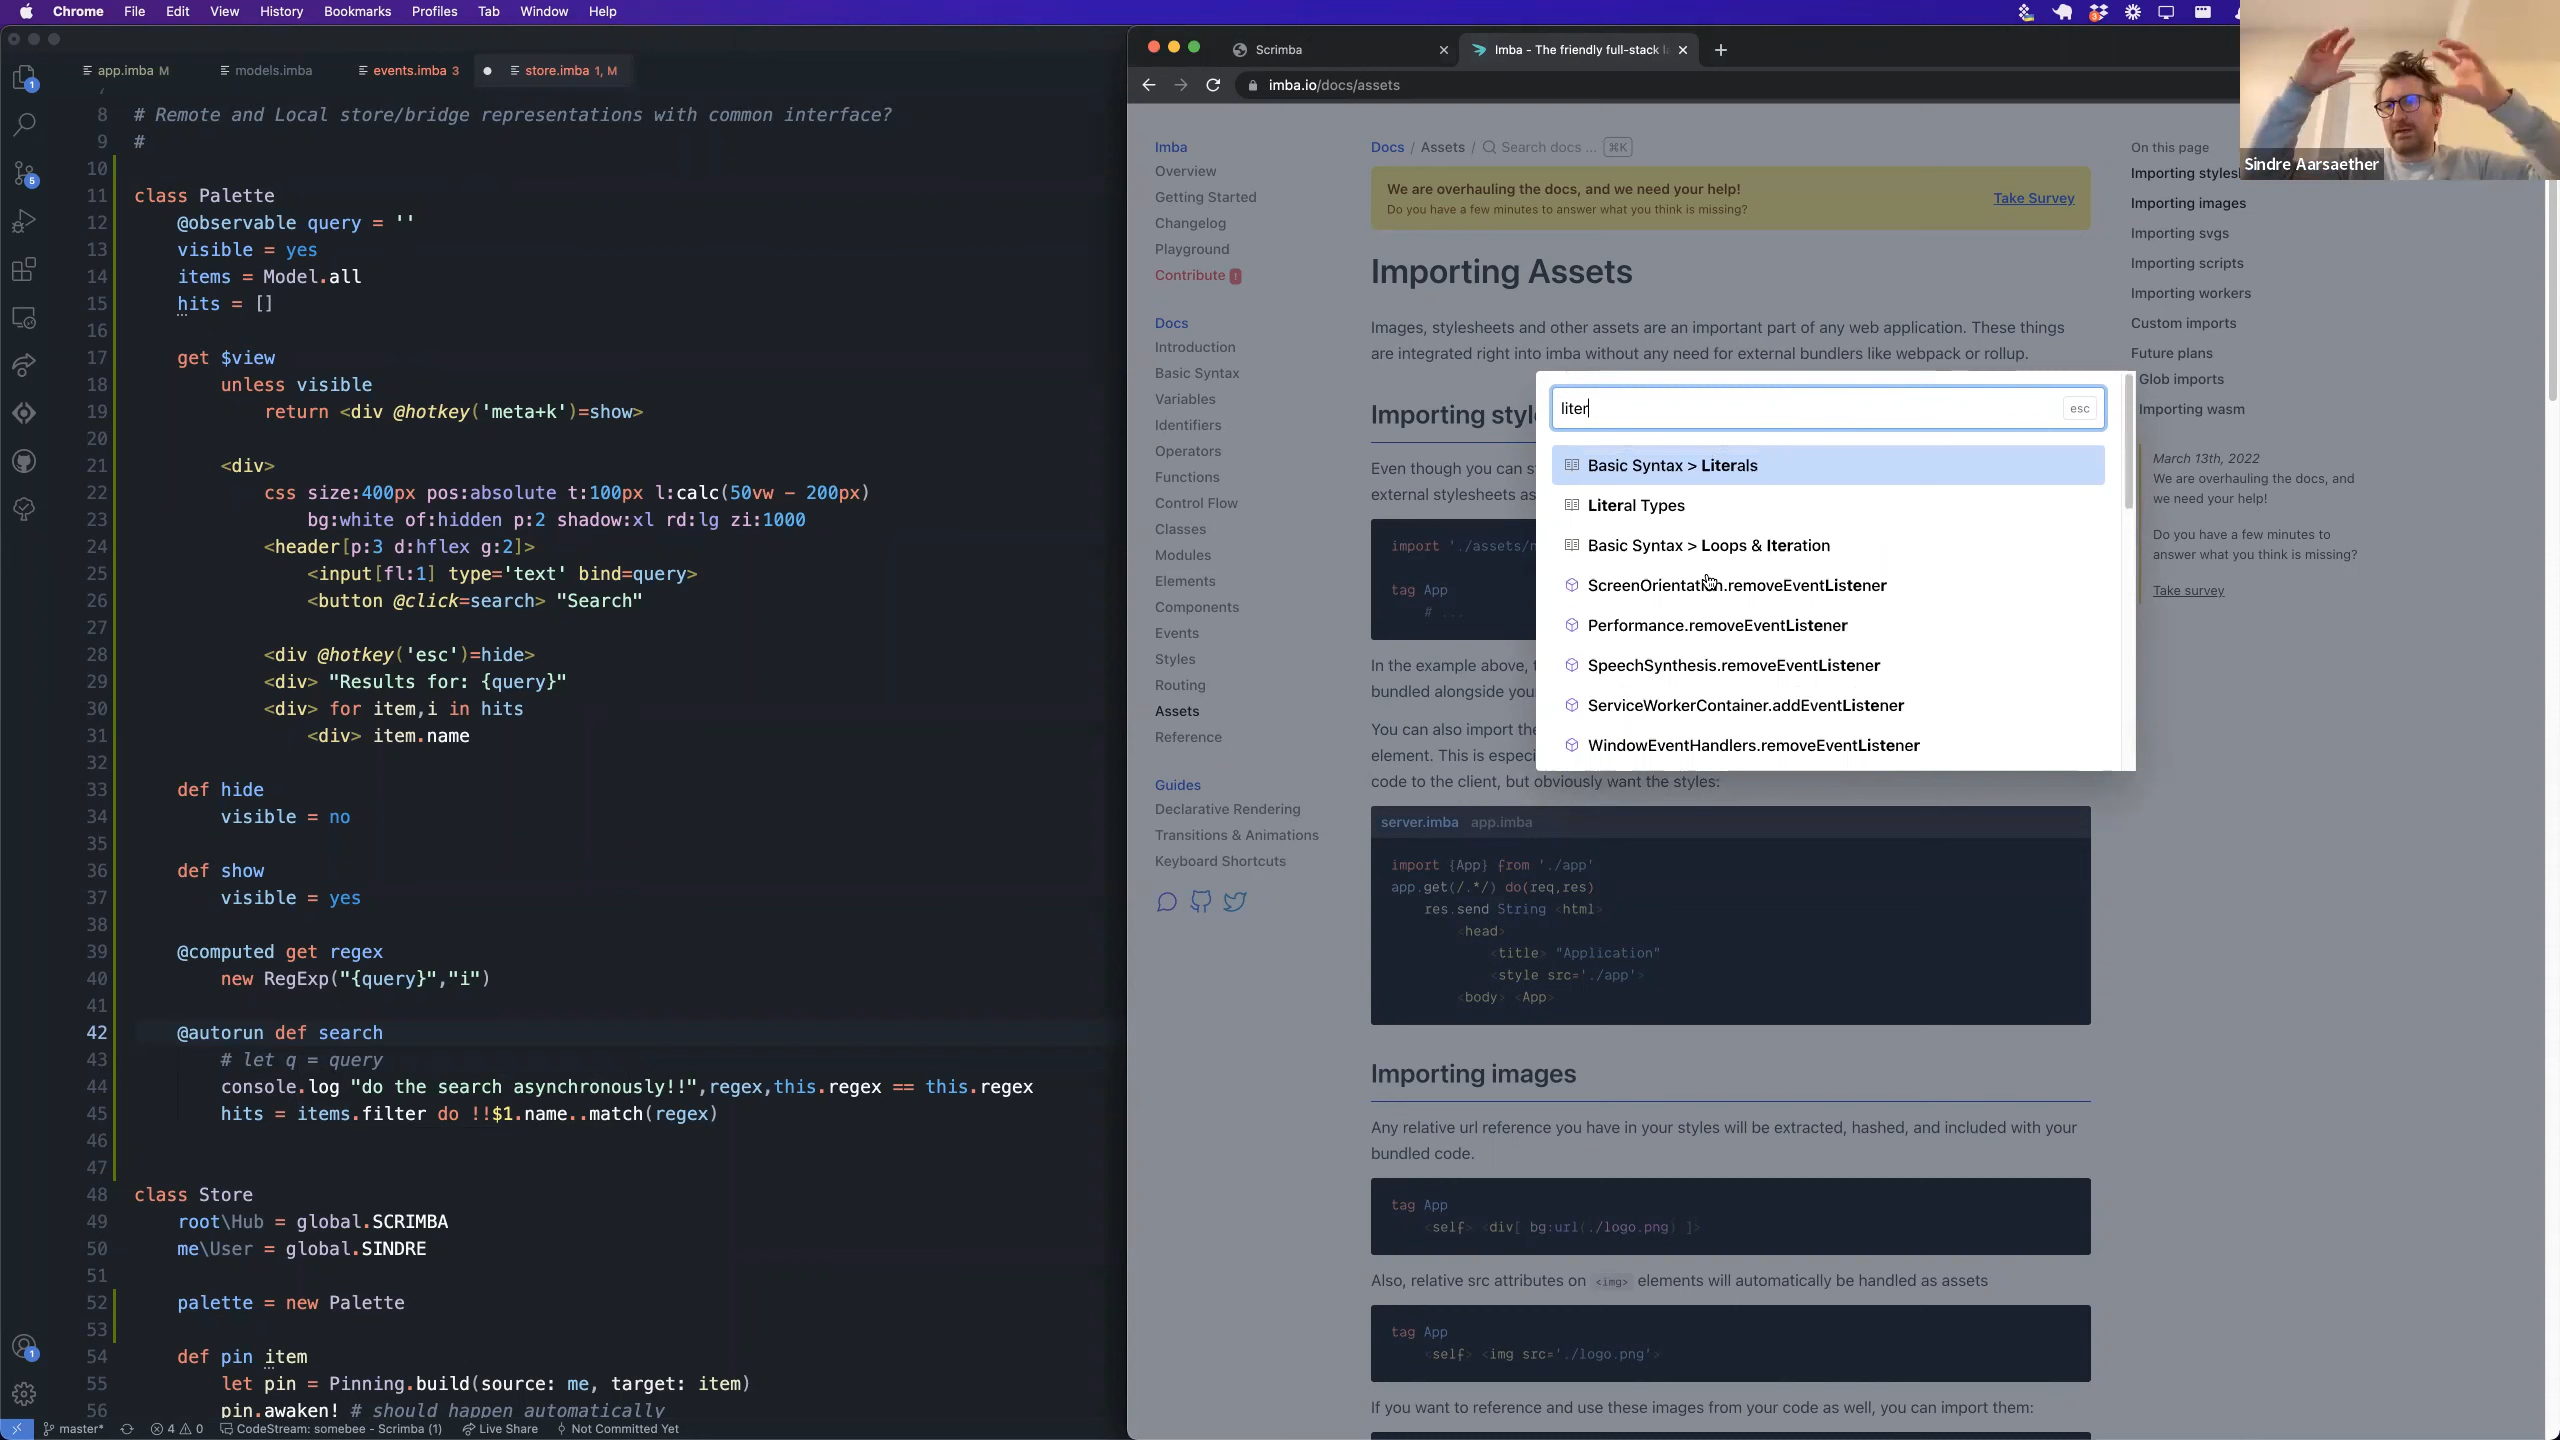 Chrome File Edit View History Bookmarks Profiles Tab Window Help
app.imba M
models.imba
events.imba 3
store.imba 1, M
7
8 # Remote and Local store/bridge representations with common interface?
9 #
10
11 class Palette
12 @observable query = ''
13 visible = yes
14 items = Model.all
15 hits = []
16
17 get $view
18 unless visible
19 return <div @hotkey('meta+k')=show>
20
21 <div>
22 css size:400px pos:absolute t:100px l:calc(50vw - 200px)
23 bg:white of:hidden p:2 shadow:xl rd:lg zi:1000
24 <header[p:3 d:hflex g:2]>
25 <input[fl:1] type='text' bind=query>
26 <button @click=search> "Search"
27
28 <div @hotkey('esc')=hide>
29 <div> "Results for: {query}"
30 <div> for item,i in hits
31 <div> item.name
32
33 def hide
34 visible = no
35
36 def show
37 visible = yes
38
39 @computed get regex
40 new RegExp("{query}","i")
41
42 @autorun def search
43 # let q = query
44 console.log "do the search asynchronously!!",regex,this.regex == this.regex
45 hits = items.filter do !!$1.name..match(regex)
46
47
48 class Store
49 root\Hub = global.SCRIMBA
50 me\User = global.SINDRE
51
52 palette = new Palette
53
54 def pin item
55 let pin = Pinning.build(source: me, target: item)
56 pin.awaken! # should happen automatically
1
5
1
master* 4 0 CodeStream: somebee - Scrimba (1) Live Share Not Committed Yet
3
Scrimba
Imba - The friendly full-stack la
imba.io/docs/assets
Imba
Overview
Getting Started
Changelog
Playground
Contribute !
Docs
Introduction
Basic Syntax
Variables
Identifiers
Operators
Functions
Control Flow
Classes
Modules
Elements
Components
Events
Styles
Routing
Assets
Reference
Guides
Declarative Rendering
Transitions & Animations
Keyboard Shortcuts
Docs / Assets / Search docs ... ⌘K
We are overhauling the docs, and we need your help!
Do you have a few minutes to answer what you think is missing?
Take Survey
Importing Assets
Images, stylesheets and other assets are an important part of any web application. These things
are integrated right into imba without any need for external bundlers like webpack or rollup.
Importing style
Even though you can s
external stylesheets as
import './assets/n
tag App
# ...
In the example above, t
bundled alongside you
You can also import the
element. This is especi
code to the client, but obviously want the styles:
liter
esc
Basic Syntax > Literals
Literal Types
Basic Syntax > Loops & Iteration
ScreenOrientation.removeEventListener
Performance.removeEventListener
SpeechSynthesis.removeEventListener
ServiceWorkerContainer.addEventListener
WindowEventHandlers.removeEventListener
server.imba app.imba
import {App} from './app'
app.get(/.*/) do(req,res)
res.send String <html>
<head>
<title> "Application"
<style src='./app'>
<body> <App>
Importing images
Any relative url reference you have in your styles will be extracted, hashed, and included with your
bundled code.
tag App
<self> <div[ bg:url(./logo.png) ]>
Also, relative src attributes on <img> elements will automatically be handled as assets
tag App
<self> <img src='./logo.png'>
If you want to reference and use these images from your code as well, you can import them:
On this page
Importing stylesh
Importing images
Importing svgs
Importing scripts
Importing workers
Custom imports
Future plans
Glob imports
Importing wasm
March 13th, 2022
We are overhauling the docs, and
we need your help!
Do you have a few minutes to
answer what you think is missing?
Take survey
Sindre Aarsaether